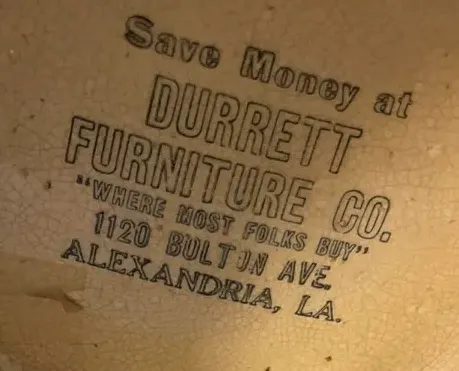 Save Money at
DURRETT
FURNITURE CO.
"WHERE MOST FOLKS BUY"
1120 BULTON AVE.
ALEXANDRIA, LA.